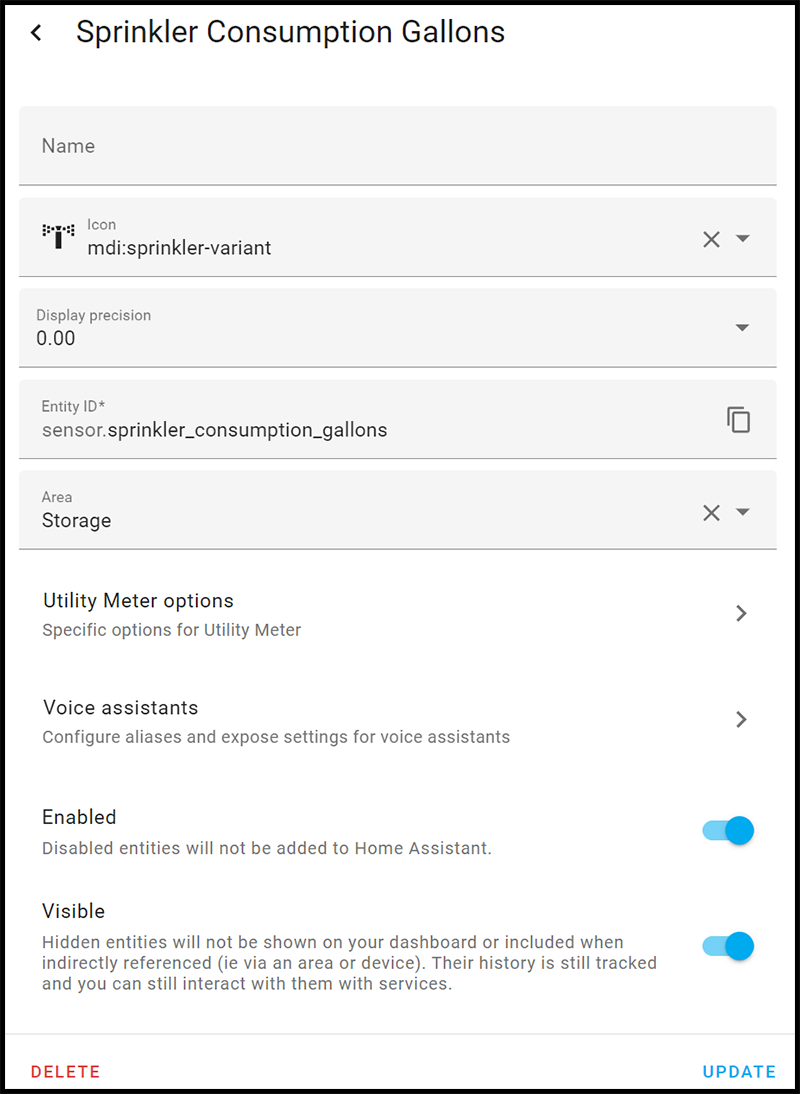 Sprinkler Consumption Gallons
Name
Icon
mdi:sprinkler-variant
Display precision
0.00
Entity ID*
sensor.sprinkler_consumption_gallons
Area
Storage
Utility Meter options
Specific options for Utility Meter
Voice assistants
Configure aliases and expose settings for voice assistants
Enabled
Disabled entities will not be added to Home Assistant.
Visible
Hidden entities will not be shown on your dashboard or included when
indirectly referenced (ie via an area or device). Their history is still tracked
and you can still interact with them with services.
DELETE
UPDATE